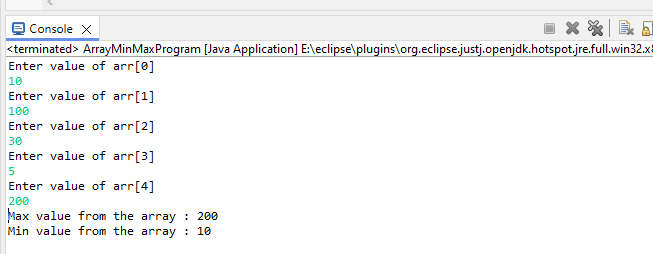 Console
<terminated> ArrayMinMaxProgram [Java Application] E:\eclipse\plugins\org.eclipse.justj.openjdk.hotspot.jre.full.win32.x8
Enter value of arr[0]
10
Enter value of arr[1]
100
Enter value of arr[2]
30
Enter value of arr[3]
5
Enter value of arr[4]
200
Max value from the array : 200
Min value from the array : 10